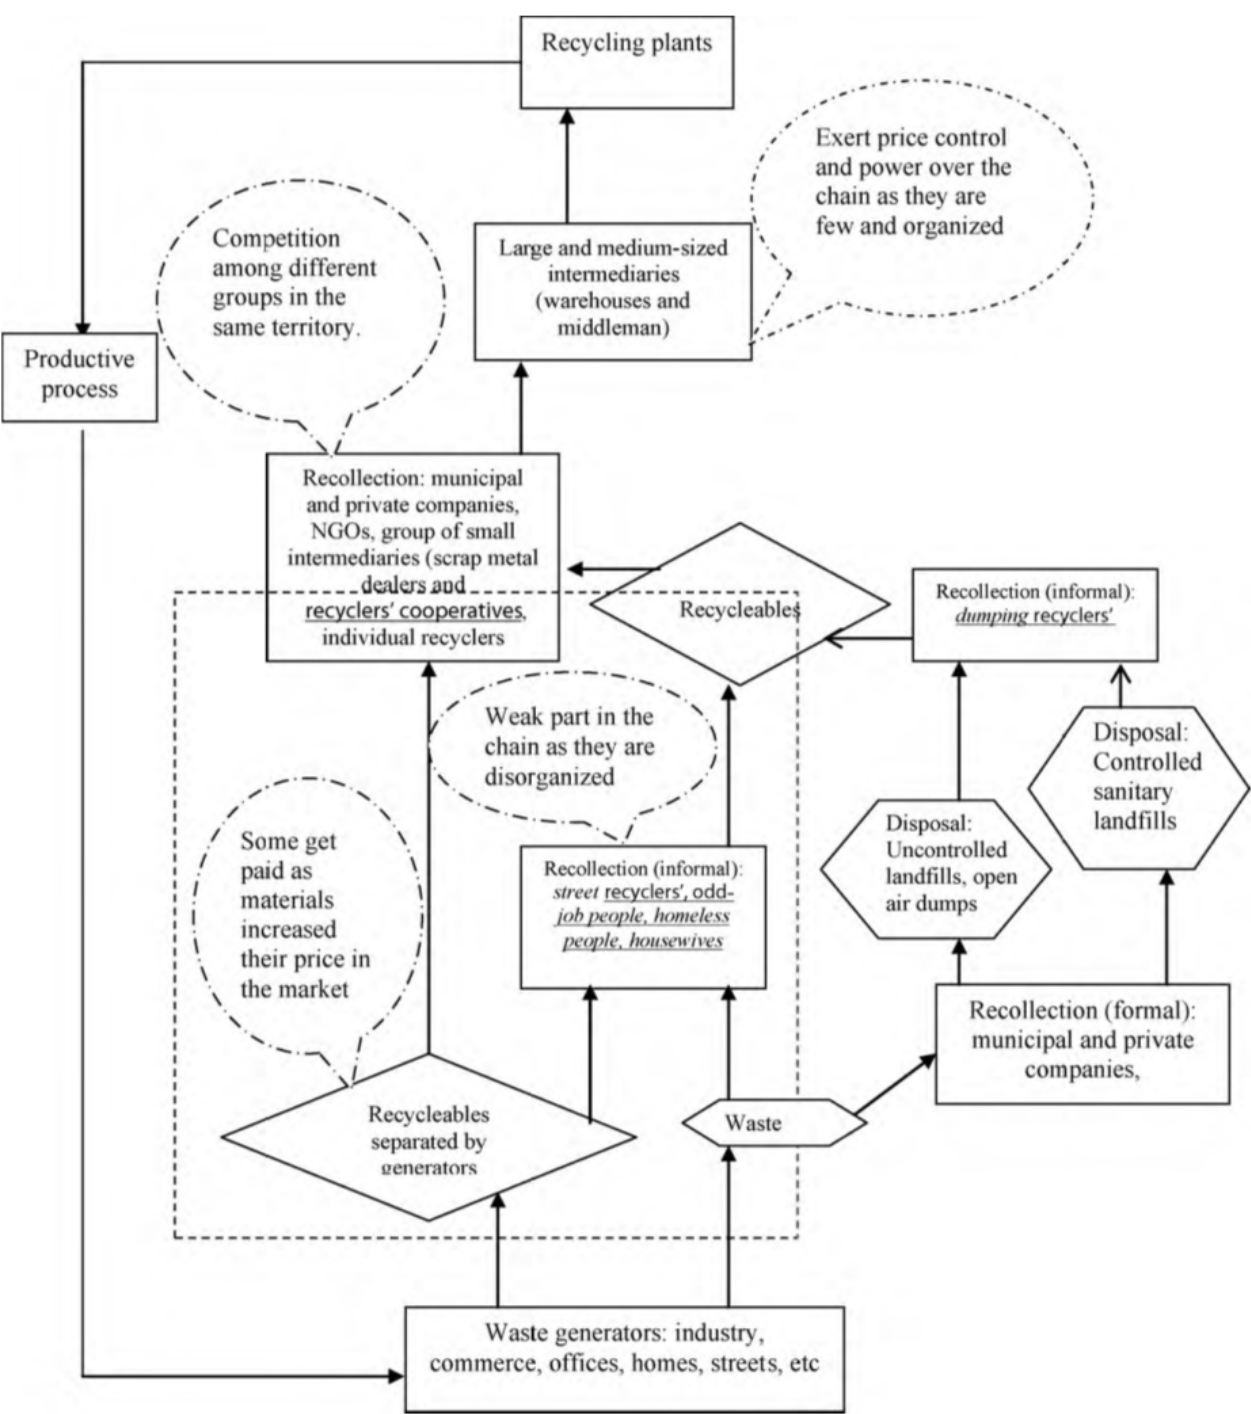 Recycling plants
Exert price control
and power over the
chain as they are
few and organized
Competition
among different
groups in the
same territory.
Large and medium-sized
intermediaries
(warehouses and
middleman)
Productive
process
Recollection: municipal
and private companies,
NGOs, group of small
intermediaries (scrap metal
dealers and
recyclers' cooperatives,
individual recyclers
Recycleables
Recollection (informal):
dumping recyclers'
Weak part in the
chain as they are
disorganized
Disposal:
Controlled
sanitary
landfills
Some get
paid as
materials
increased
their price in
the market
Recollection (informal):
street recyclers', odd-
job people, homeless
people, housewives
Disposal:
Uncontrolled
landfills, open
air dumps
Recollection (formal):
municipal and private
companies,
Recycleables
separated by
generators
Waste
Waste generators: industry,
commerce, offices, homes, streets, etc